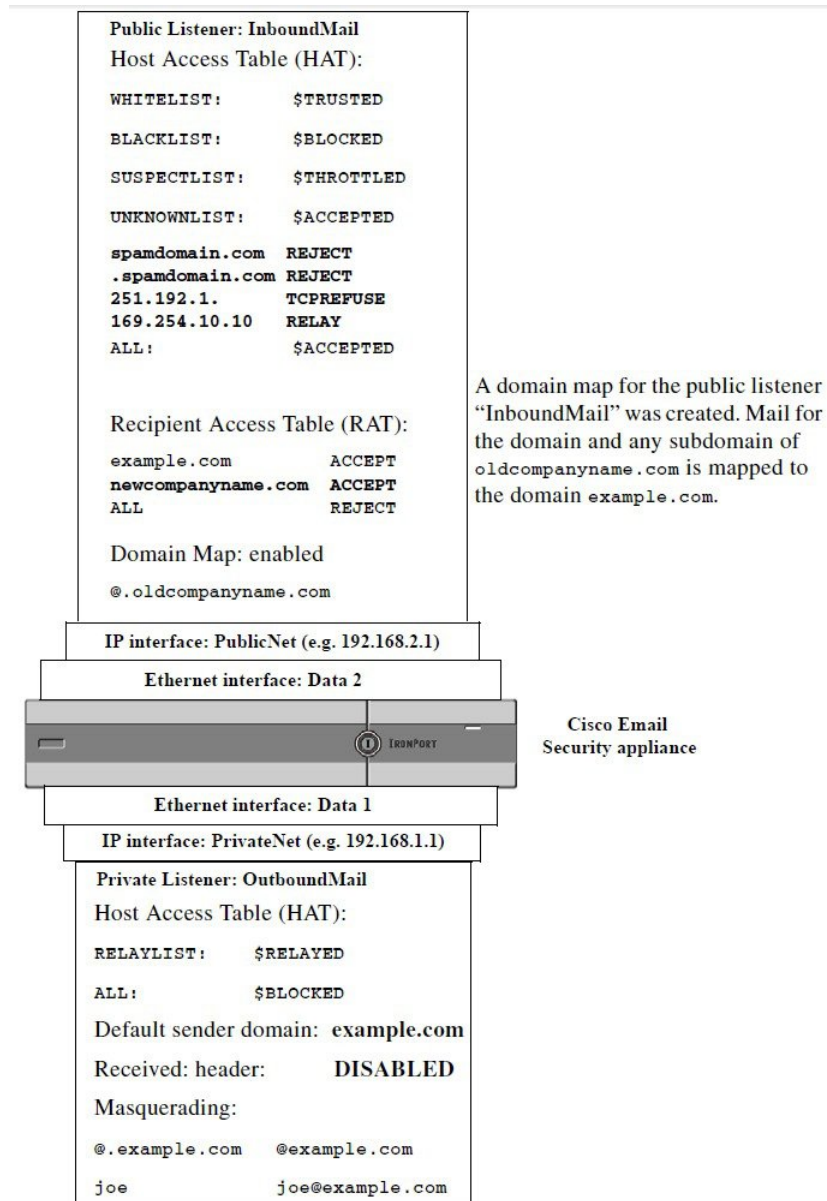 Public Listener: InboundMail
Host Access Table (HAT):
WHITELIST: $TRUSTED
BLACKLIST: $BLOCKED
SUSPECTLIST: $THROTTLED
UNKNOWNLIST: $ACCEPTED
spamdomain.com REJECT
.spamdomain.com REJECT
251.192.1. TCPREFUSE
169.254.10.10 RELAY
ALL: $ACCEPTED
Recipient Access Table (RAT):
example.com ACCEPT
newcompanyname.com ACCEPT
ALL REJECT
Domain Map: enabled
@.oldcompanyname.com
A domain map for the public listener
“InboundMail” was created. Mail for
the domain and any subdomain of
oldcompanyname.com is mapped to
the domain example.com.
IP interface: PublicNet (e.g. 192.168.2.1)
Ethernet interface: Data 2
IRONPORT
Cisco Email
Security appliance
Ethernet interface: Data 1
IP interface: PrivateNet (e.g. 192.168.1.1)
Private Listener: OutboundMail
Host Access Table (HAT):
RELAYLIST: $RELAYED
ALL: $BLOCKED
Default sender domain: example.com
Received: header: DISABLED
Masquerading:
@.example.com @example.com
joe joe@example.com